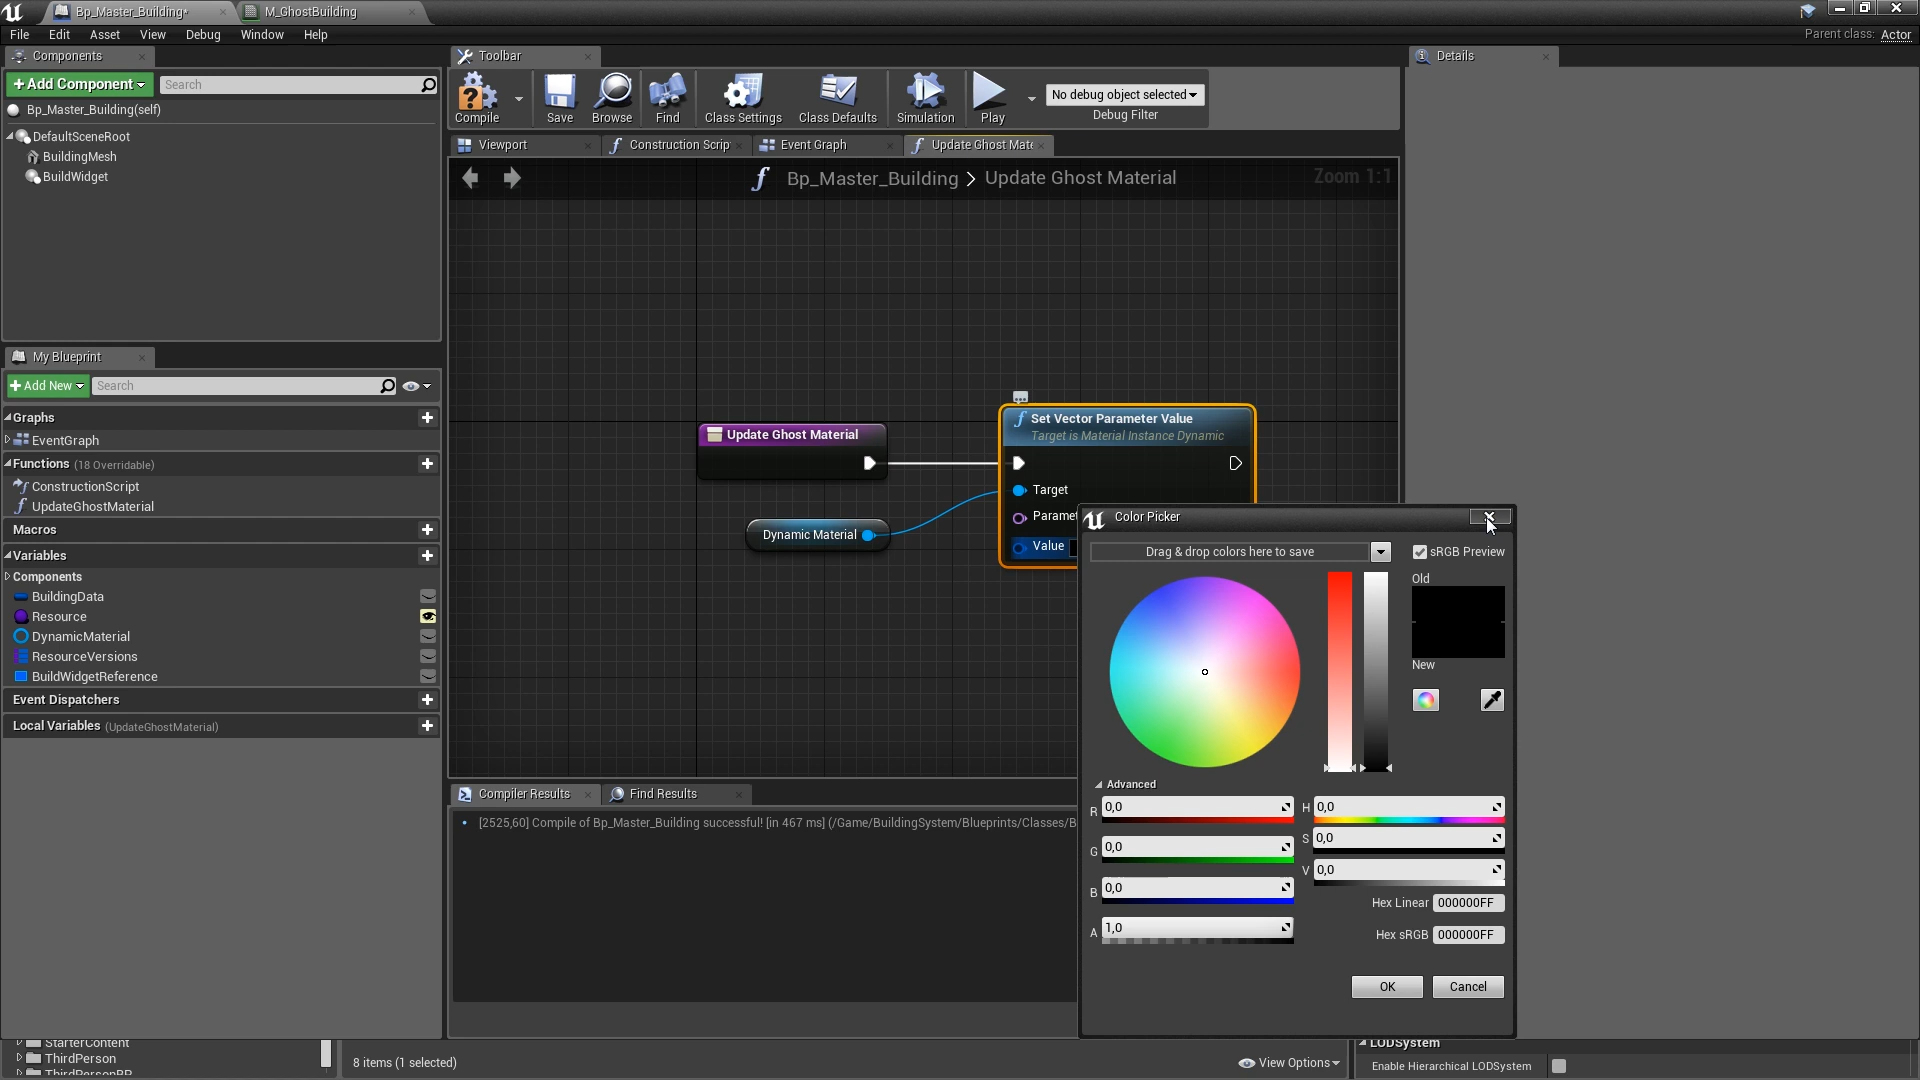 Bp_Master_Building*
M_GhostBuilding
File Edit Asset View Debug Window Help
Parent class: Actor
Components
Toolbar
Details
+ Add Component
Search
Bp_Master_Building(self)
DefaultSceneRoot
BuildingMesh
BuildWidget
Compile
Save
Browse
Find
Class Settings
Class Defaults
Simulation
Play
No debug object selected
Debug Filter
Viewport
Construction Scrip
Event Graph
Update Ghost Mate
Bp_Master_Building > Update Ghost Material
Zoom 1:1
My Blueprint
+ Add New
Search
Graphs
EventGraph
Functions (18 Overridable)
ConstructionScript
UpdateGhostMaterial
Macros
Variables
Components
BuildingData
Resource
DynamicMaterial
ResourceVersions
BuildWidgetReference
Event Dispatchers
Local Variables (UpdateGhostMaterial)
Update Ghost Material
Dynamic Material
Set Vector Parameter Value
Target is Material Instance Dynamic
Target
Paramet
Value
Color Picker
Drag & drop colors here to save
sRGB Preview
Old
New
Advanced
R 0,0
G 0,0
B 0,0
A 1,0
H 0,0
S 0,0
V 0,0
Hex Linear 000000FF
Hex sRGB 000000FF
OK
Cancel
Compiler Results
Find Results
[2525,60] Compile of Bp_Master_Building successful! [in 467 ms] (/Game/BuildingSystem/Blueprints/Classes/B
StarterContent
ThirdPerson
ThirdPersonBP
8 items (1 selected)
View Options
LODSystem
Enable Hierarchical LODSystem